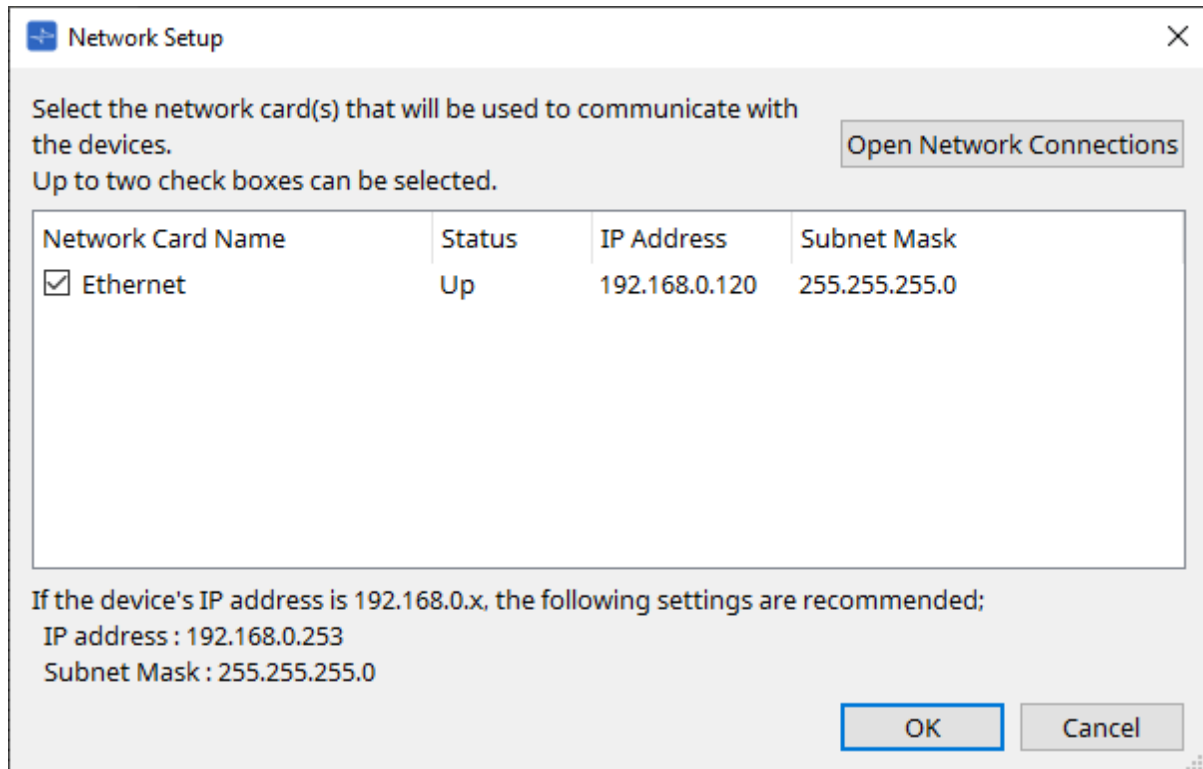 Network Setup
Select the network card(s) that will be used to communicate with
the devices.
Up to two check boxes can be selected.
Open Network Connections
Network Card Name Status IP Address Subnet Mask
Ethernet Up 192.168.0.120 255.255.255.0
If the device's IP address is 192.168.0.x, the following settings are recommended;
IP address : 192.168.0.253
Subnet Mask : 255.255.255.0
OK Cancel